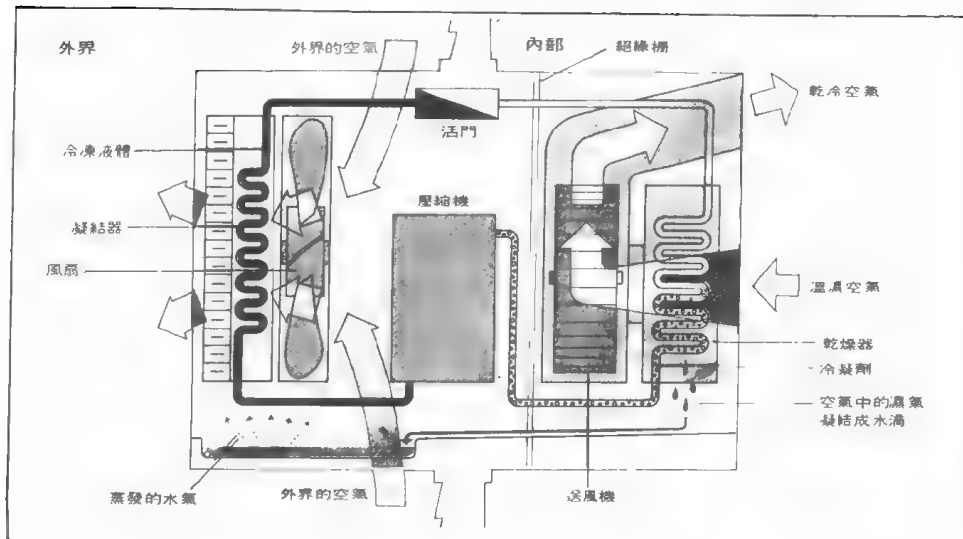 外界
外界的空氣
內部
絕緣栅
乾冷空氣
活門
冷凍液體
壓縮機
凝結器
風扇
溫濕空氣
乾燥器
冷凝劑
空氣中的濕氣
凝結成水滴
蒸發的水氣
外界的空氣
送風機